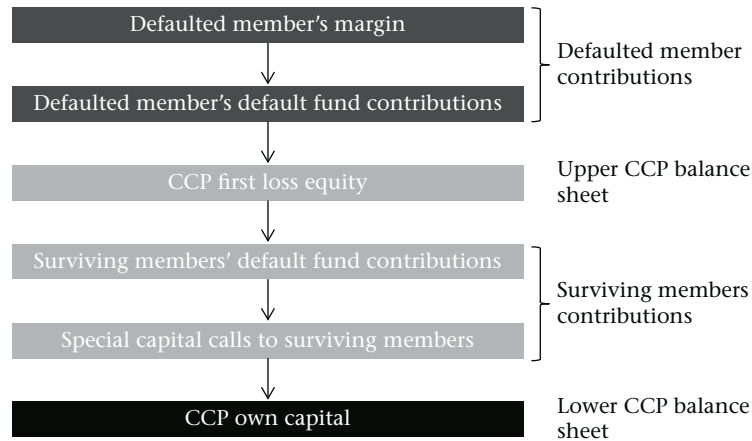 Defaulted member's margin
Defaulted member's default fund contributions
Defaulted member
contributions
CCP first loss equity
Upper CCP balance
sheet
Surviving members' default fund contributions
Special capital calls to surviving members
Surviving members
contributions
CCP own capital
Lower CCP balance
sheet